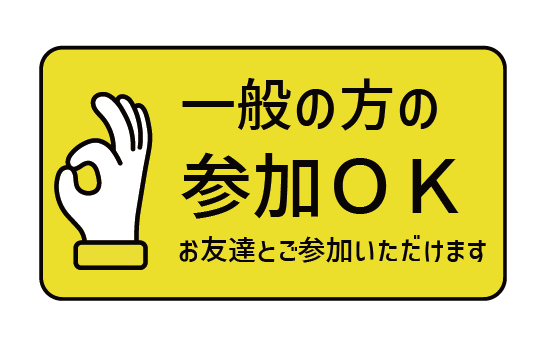 一般の方の
参加ＯＫ
お友達とご参加いただけます